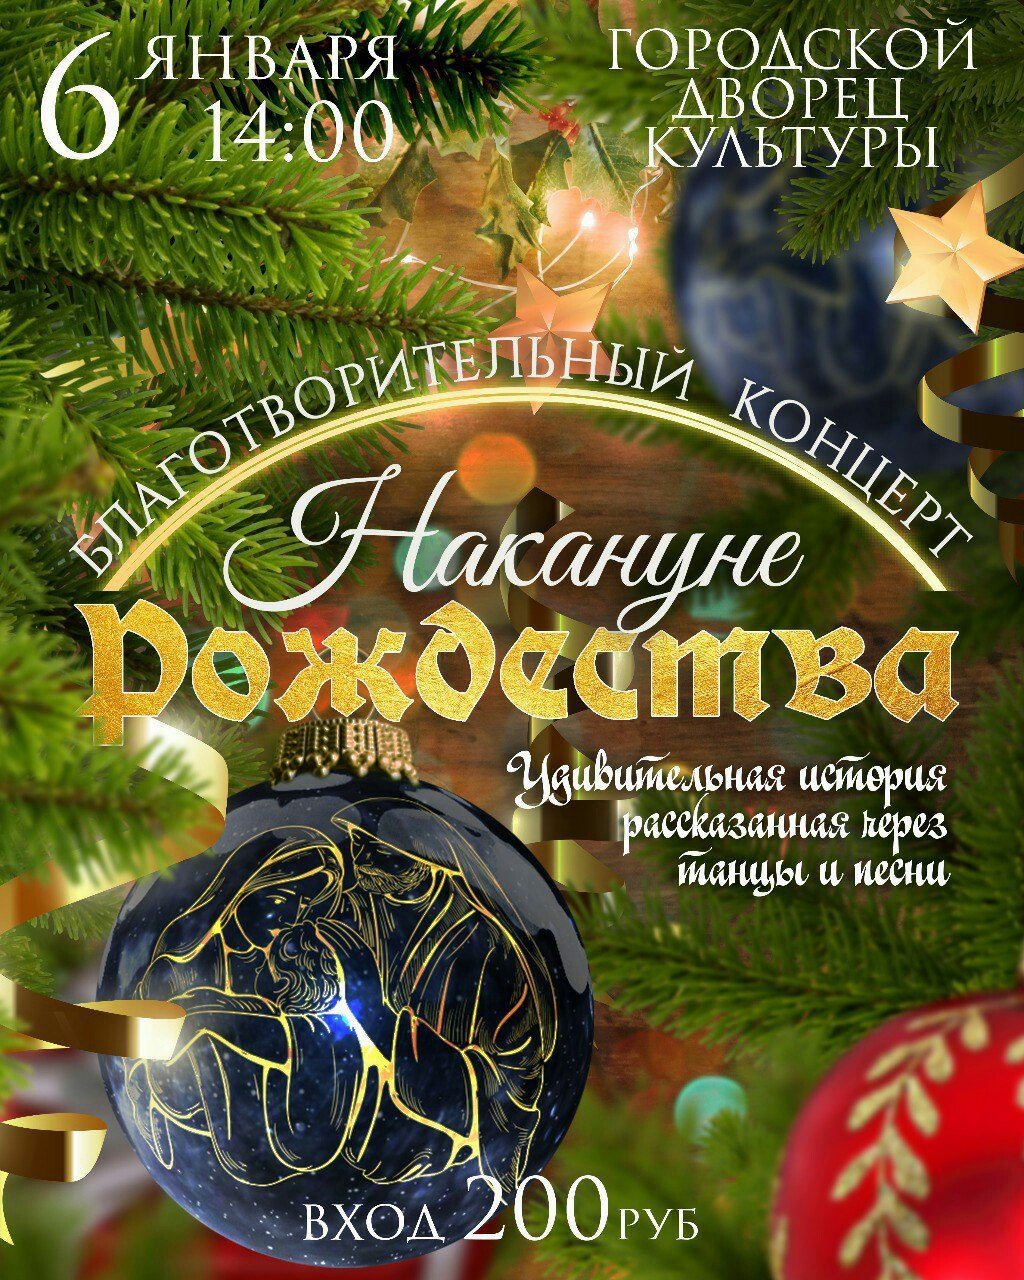 6 ЯНВАРЯ
14:00
ГОРОДСКОЙ
ДВОРЕЦ
КУЛЬТУРЫ
БЛАГОТВОРИТЕЛЬНЫЙ КОНЦЕРТ
Накануне
Рождества
Удивительная история
рассказанная через
танцы и песни
ВХОД 200 РУБ